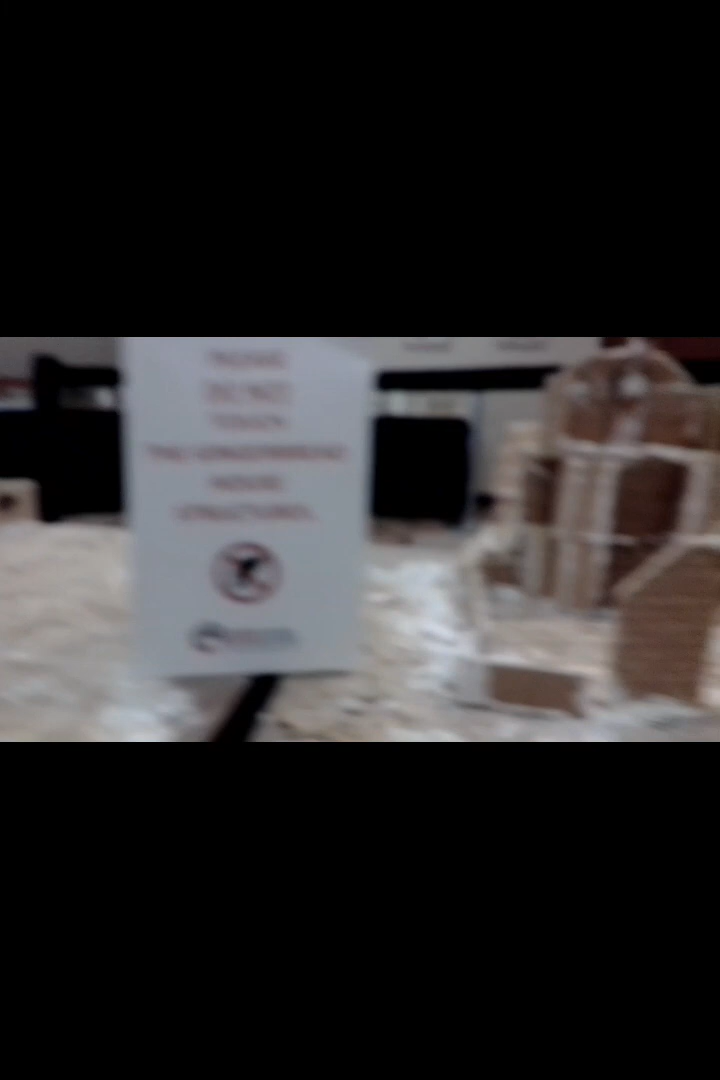 PLEASE
DO NOT
TOUCH
THE GINGERBREAD
HOUSE
STRUCTURES.